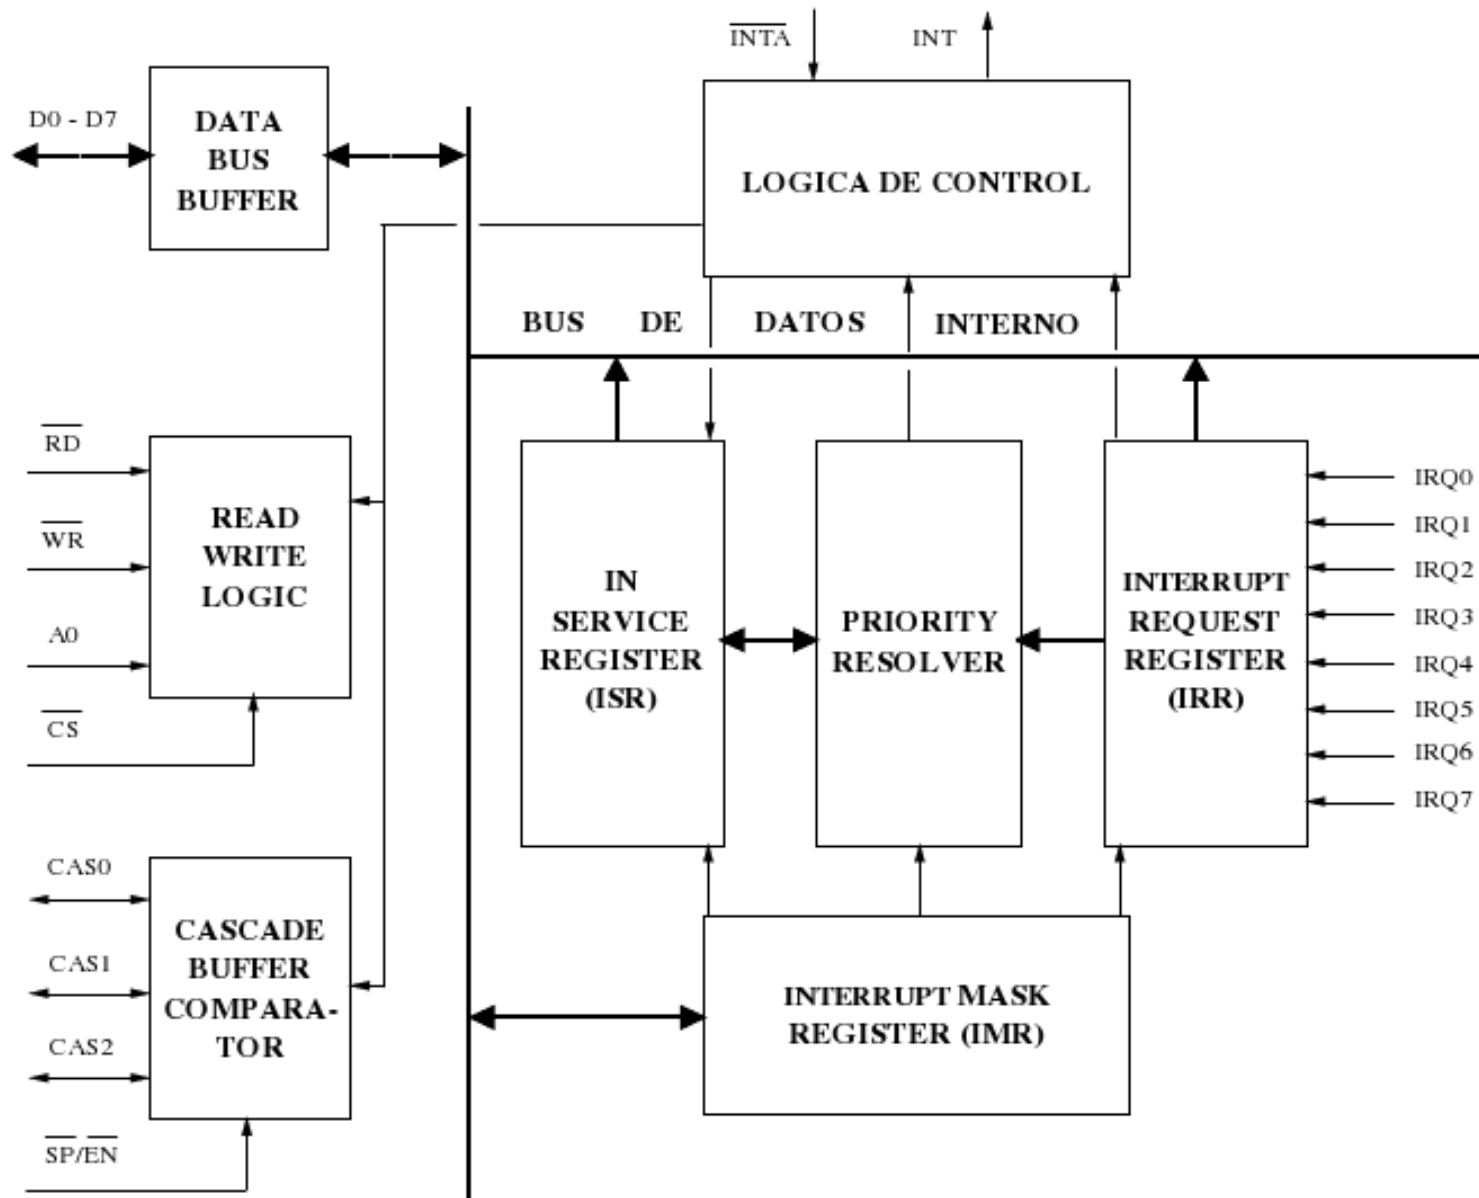 INTA
INT
D0 - D7
DATA
BUS
BUFFER
LOGICA DE CONTROL
BUS DE DATOS INTERNO
RD
WR
A0
CS
READ
WRITE
LOGIC
IN
SERVICE
REGISTER
(ISR)
PRIORITY
RESOLVER
INTERRUPT
REQUEST
REGISTER
(IRR)
IRQ0
IRQ1
IRQ2
IRQ3
IRQ4
IRQ5
IRQ6
IRQ7
CAS0
CAS1
CAS2
SP/EN
CASCADE
BUFFER
COMPARA-
TOR
INTERRUPT MASK
REGISTER (IMR)